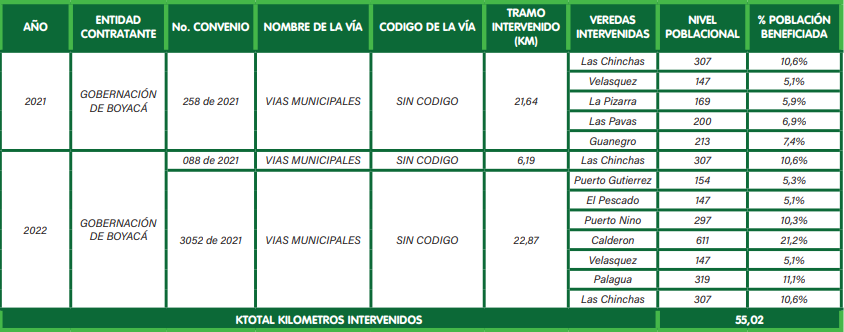 AÑO | ENTIDAD CONTRATANTE | No. CONVENIO | NOMBRE DE LA VÍA | CODIGO DE LA VÍA | TRAMO INTERVENIDO (KM) | VEREDAS INTERVENIDAS | NIVEL POBLACIONAL | % POBLACIÓN BENEFICIADA
2021 | GOBERNACIÓN DE BOYACÁ | 258 de 2021 | VIAS MUNICIPALES | SIN CODIGO | 21,64 | Las Chinchas | 307 | 10,6%
Velasquez | 147 | 5,1%
La Pizarra | 169 | 5,9%
Las Pavas | 200 | 6,9%
Guanegro | 213 | 7,4%
2022 | GOBERNACIÓN DE BOYACÁ | 088 de 2021 | VIAS MUNICIPALES | SIN CODIGO | 6,19 | Las Chinchas | 307 | 10,6%
3052 de 2021 | VIAS MUNICIPALES | SIN CODIGO | 22,87 | Puerto Gutierrez | 154 | 5,3%
El Pescado | 147 | 5,1%
Puerto Nino | 297 | 10,3%
Calderon | 611 | 21,2%
Velasquez | 147 | 5,1%
Palagua | 319 | 11,1%
Las Chinchas | 307 | 10,6%
KTOTAL KILOMETROS INTERVENIDOS | 55,02